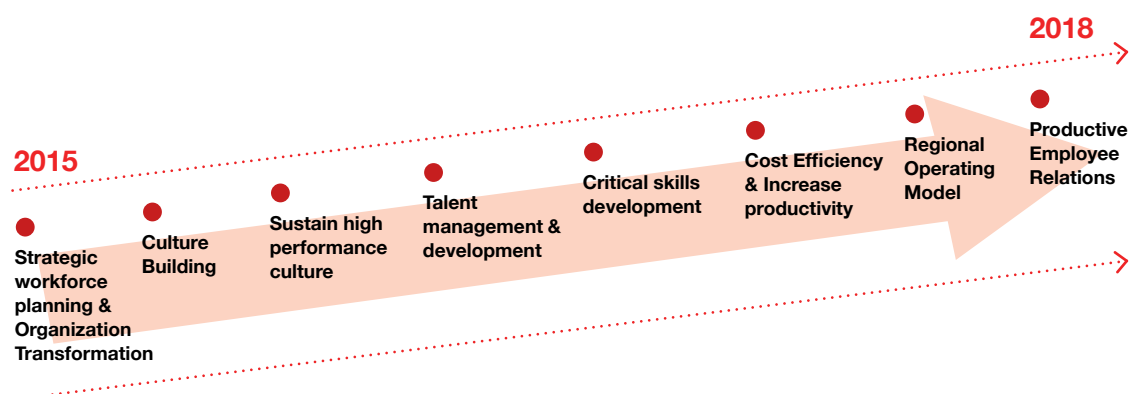 2015
Strategic
workforce
planning &
Organization
Transformation
Culture
Building
Sustain high
performance
culture
Talent
management &
development
Critical skills
development
Cost Efficiency
& Increase
productivity
Regional
Operating
Model
2018
Productive
Employee
Relations